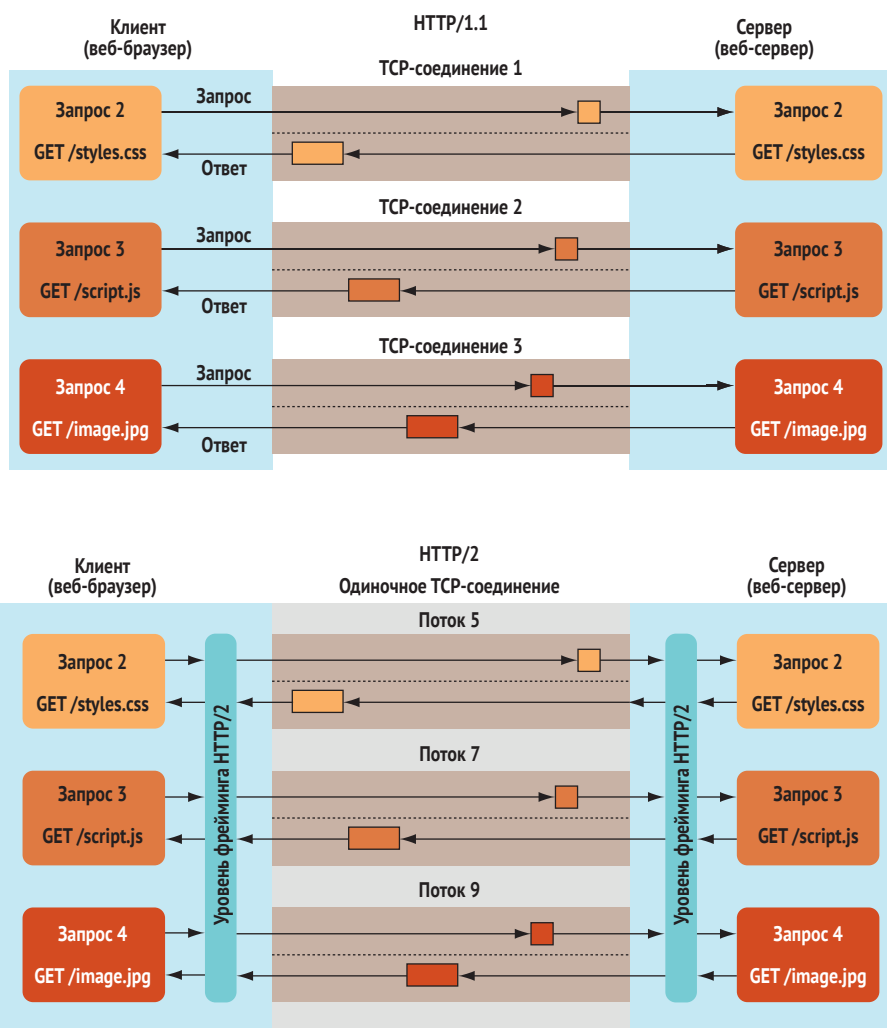 HTTP/1.1
Клиент
(веб-браузер)
Сервер
(веб-сервер)
TCP-соединение 1
Запрос 2
GET /styles.css
Запрос
Ответ
Запрос 2
GET /styles.css
TCP-соединение 2
Запрос 3
GET /script.js
Запрос
Ответ
Запрос 3
GET /script.js
TCP-соединение 3
Запрос 4
GET /image.jpg
Запрос
Ответ
Запрос 4
GET /image.jpg
HTTP/2
Клиент
(веб-браузер)
Одиночное TCP-соединение
Сервер
(веб-сервер)
Поток 5
Запрос 2
GET /styles.css
Запрос 2
GET /styles.css
Уровень фрейминга HTTP/2
Уровень фрейминга HTTP/2
Поток 7
Запрос 3
GET /script.js
Запрос 3
GET /script.js
Поток 9
Запрос 4
GET /image.jpg
Запрос 4
GET /image.jpg